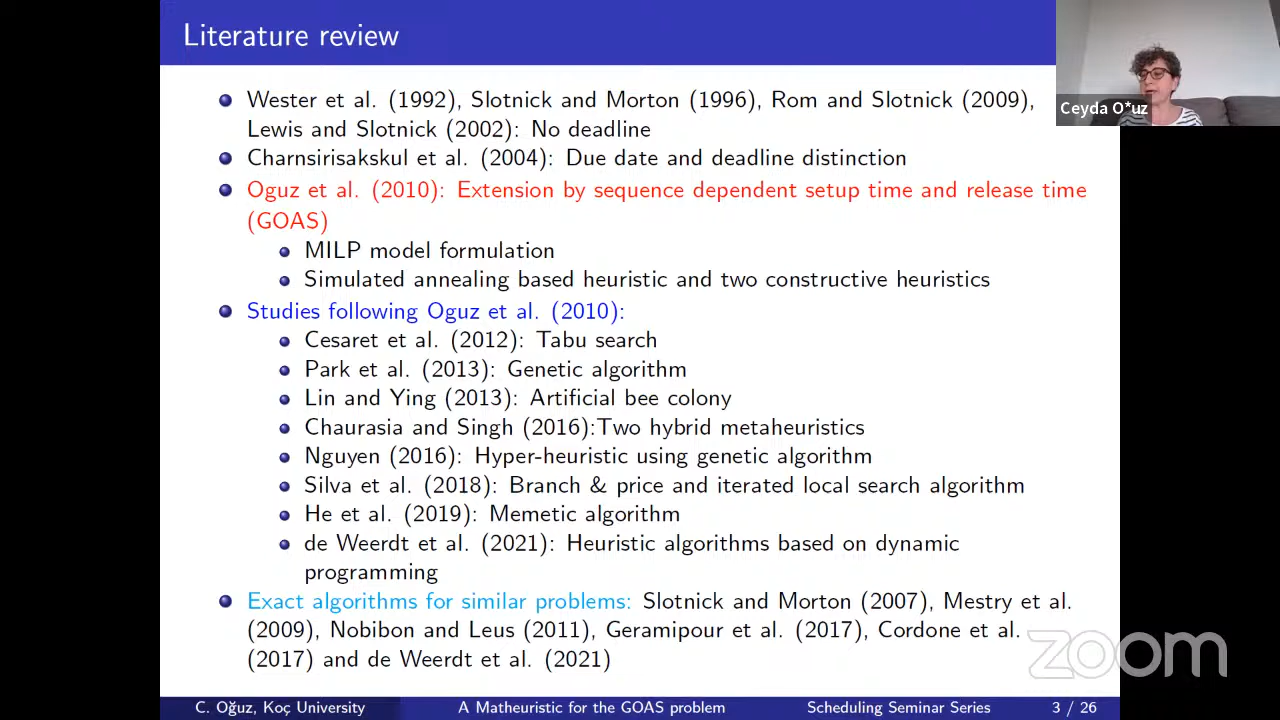 Literature review
Wester et al. (1992), Slotnick and Morton (1996), Rom and Slotnick (2009),
Lewis and Slotnick (2002): No deadline
Charnsirisakskul et al. (2004): Due date and deadline distinction
Oguz et al. (2010): Extension by sequence dependent setup time and release time
(GOAS)
MILP model formulation
Simulated annealing based heuristic and two constructive heuristics
Studies following Oguz et al. (2010):
Cesaret et al. (2012): Tabu search
Park et al. (2013): Genetic algorithm
Lin and Ying (2013): Artificial bee colony
Chaurasia and Singh (2016):Two hybrid metaheuristics
Nguyen (2016): Hyper-heuristic using genetic algorithm
Silva et al. (2018): Branch & price and iterated local search algorithm
He et al. (2019): Memetic algorithm
de Weerdt et al. (2021): Heuristic algorithms based on dynamic
programming
Exact algorithms for similar problems: Slotnick and Morton (2007), Mestry et al.
(2009), Nobibon and Leus (2011), Geramipour et al. (2017), Cordone et al.
(2017) and de Weerdt et al. (2021)
C. Oğuz, Koç University A Matheuristic for the GOAS problem Scheduling Seminar Series 3 / 26
Ceyda O*uz
zoom